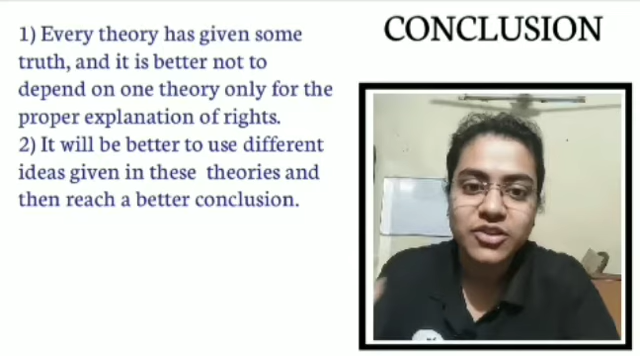 CONCLUSION
1) Every theory has given some
truth, and it is better not to
depend on one theory only for the
proper explanation of rights.
2) It will be better to use different
ideas given in these theories and
then reach a better conclusion.